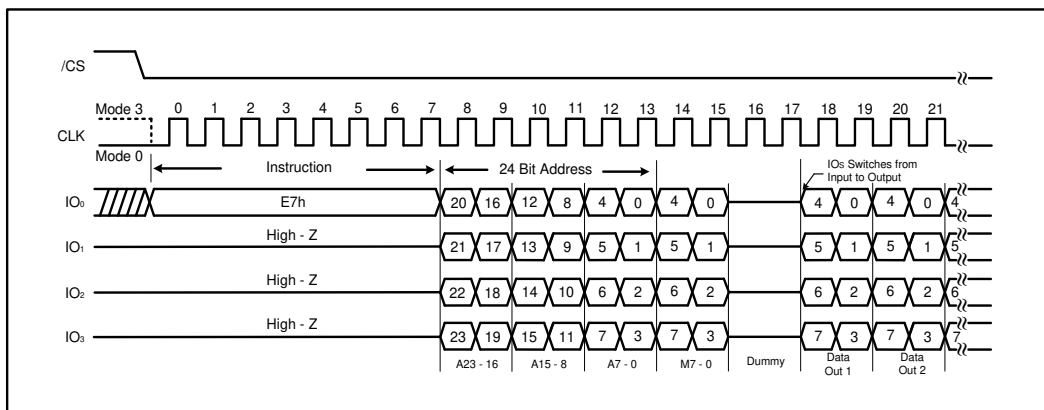 /CS
Mode 3 0 1 2 3 4 5 6 7 8 9 10 11 12 13 14 15 16 17 18 19 20 21
CLK
Mode 0
Instruction 24 Bit Address IOs Switches from
Input to Output
IO₀ E7h 20 16 12 8 4 0 4 0 4 0 4 0 4
IO₁ High - Z 21 17 13 9 5 1 5 1 5 1 5 1 5
IO₂ High - Z 22 18 14 10 6 2 6 2 6 2 6 2 6
IO₃ High - Z 23 19 15 11 7 3 7 3 7 3 7 3 7
A23 - 16 A15 - 8 A7 - 0 M7 - 0 Dummy Data Data
Out 1 Out 2